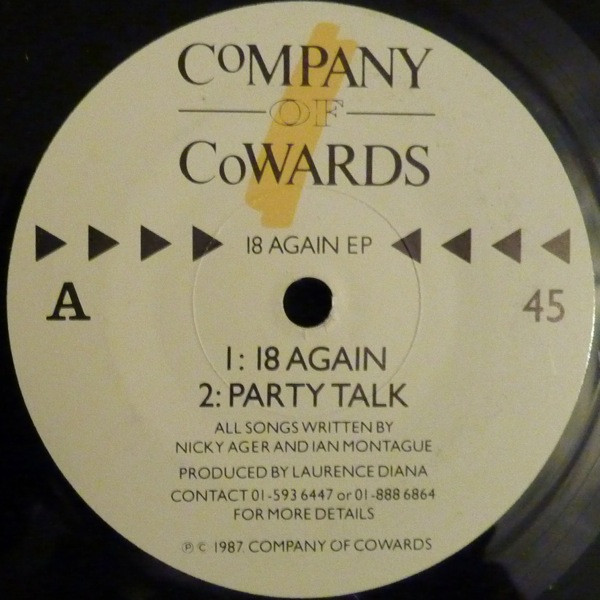 COMPANY
OF
COWARDS
18 AGAIN EP
A 45
1: 18 AGAIN
2: PARTY TALK
ALL SONGS WRITTEN BY
NICKY AGER AND IAN MONTAGUE
PRODUCED BY LAURENCE DIANA
CONTACT 01-593 6447 or 01-888 6864
FOR MORE DETAILS
℗ © 1987. COMPANY OF COWARDS